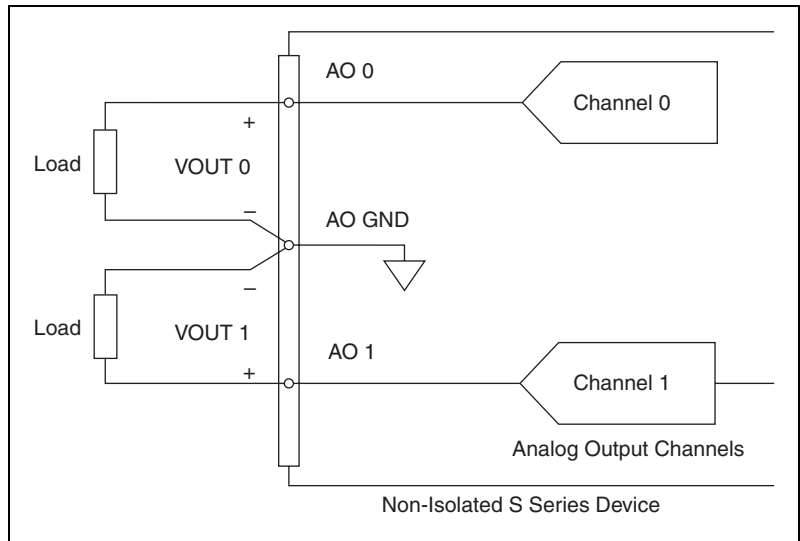 AO 0
Channel 0
+
Load
VOUT 0
–
AO GND
–
Load
VOUT 1
AO 1
+
Channel 1
Analog Output Channels
Non-Isolated S Series Device